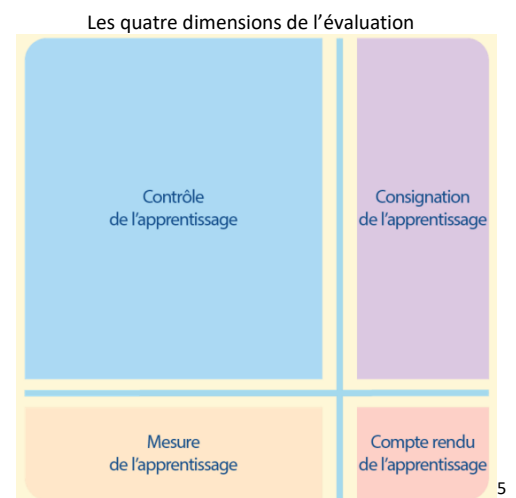 Les quatre dimensions de l’évaluation
Contrôle
de l’apprentissage
Consignation
de l’apprentissage
Mesure
de l’apprentissage
Compte rendu
de l’apprentissage
5